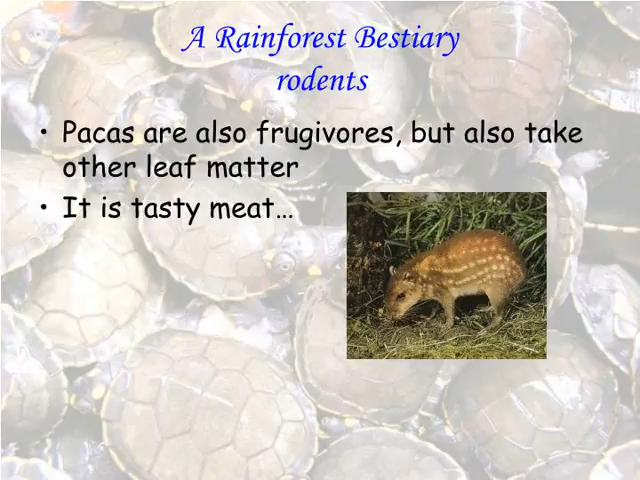 A Rainforest Bestiary
rodents
• Pacas are also frugivores, but also take
other leaf matter
• It is tasty meat…